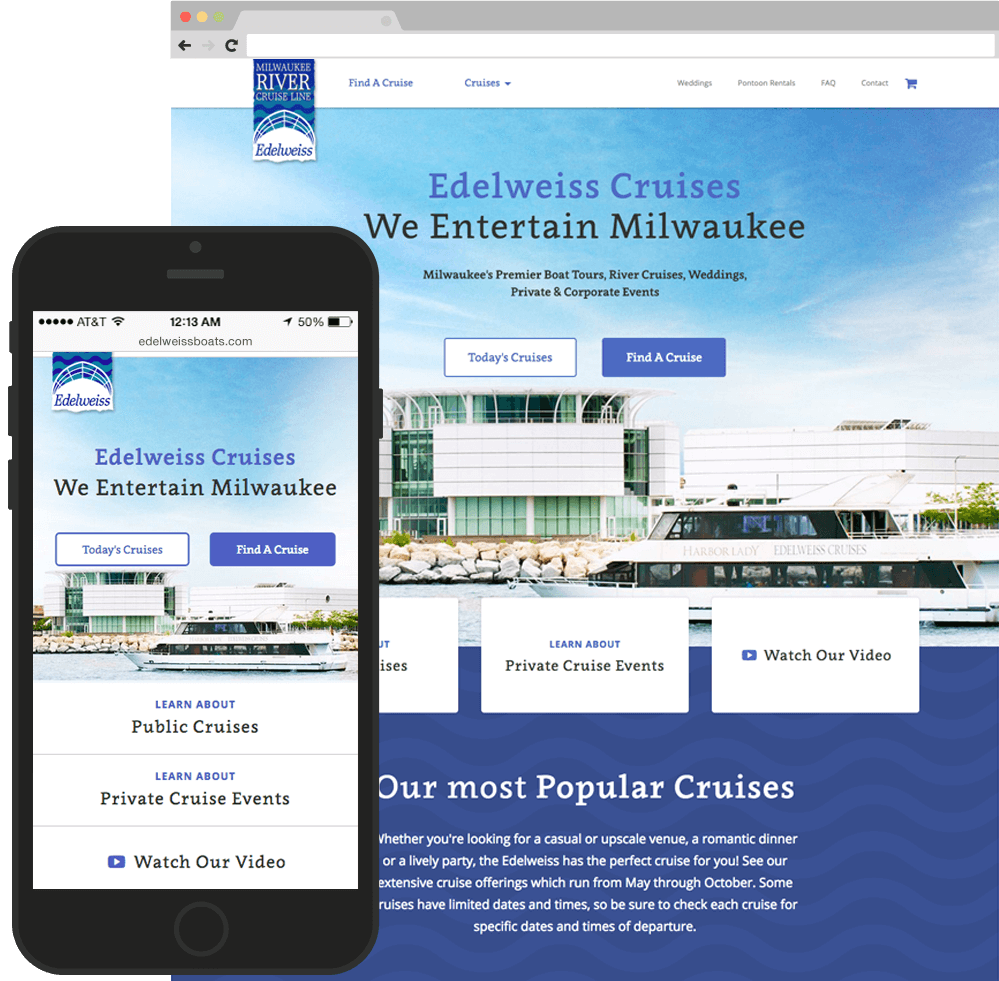 MILWAUKEE
RIVER
CRUISE LINE
Edelweiss
Find A Cruise
Cruises
Weddings
Pontoon Rentals
FAQ
Contact
Edelweiss Cruises
We Entertain Milwaukee
Milwaukee's Premier Boat Tours, River Cruises, Weddings,
Private & Corporate Events
Today's Cruises
Find A Cruise
HARBOR LADY EDELWEISS CRUISES
UT
ises
LEARN ABOUT
Private Cruise Events
Watch Our Video
Our most Popular Cruises
Whether you're looking for a casual or upscale venue, a romantic dinner
or a lively party, the Edelweiss has the perfect cruise for you! See our
extensive cruise offerings which run from May through October. Some
ruises have limited dates and times, so be sure to check each cruise for
specific dates and times of departure.
AT&T
12:13 AM
50%
edelweissboats.com
Edelweiss
Edelweiss Cruises
We Entertain Milwaukee
Today's Cruises
Find A Cruise
LEARN ABOUT
Public Cruises
LEARN ABOUT
Private Cruise Events
Watch Our Video